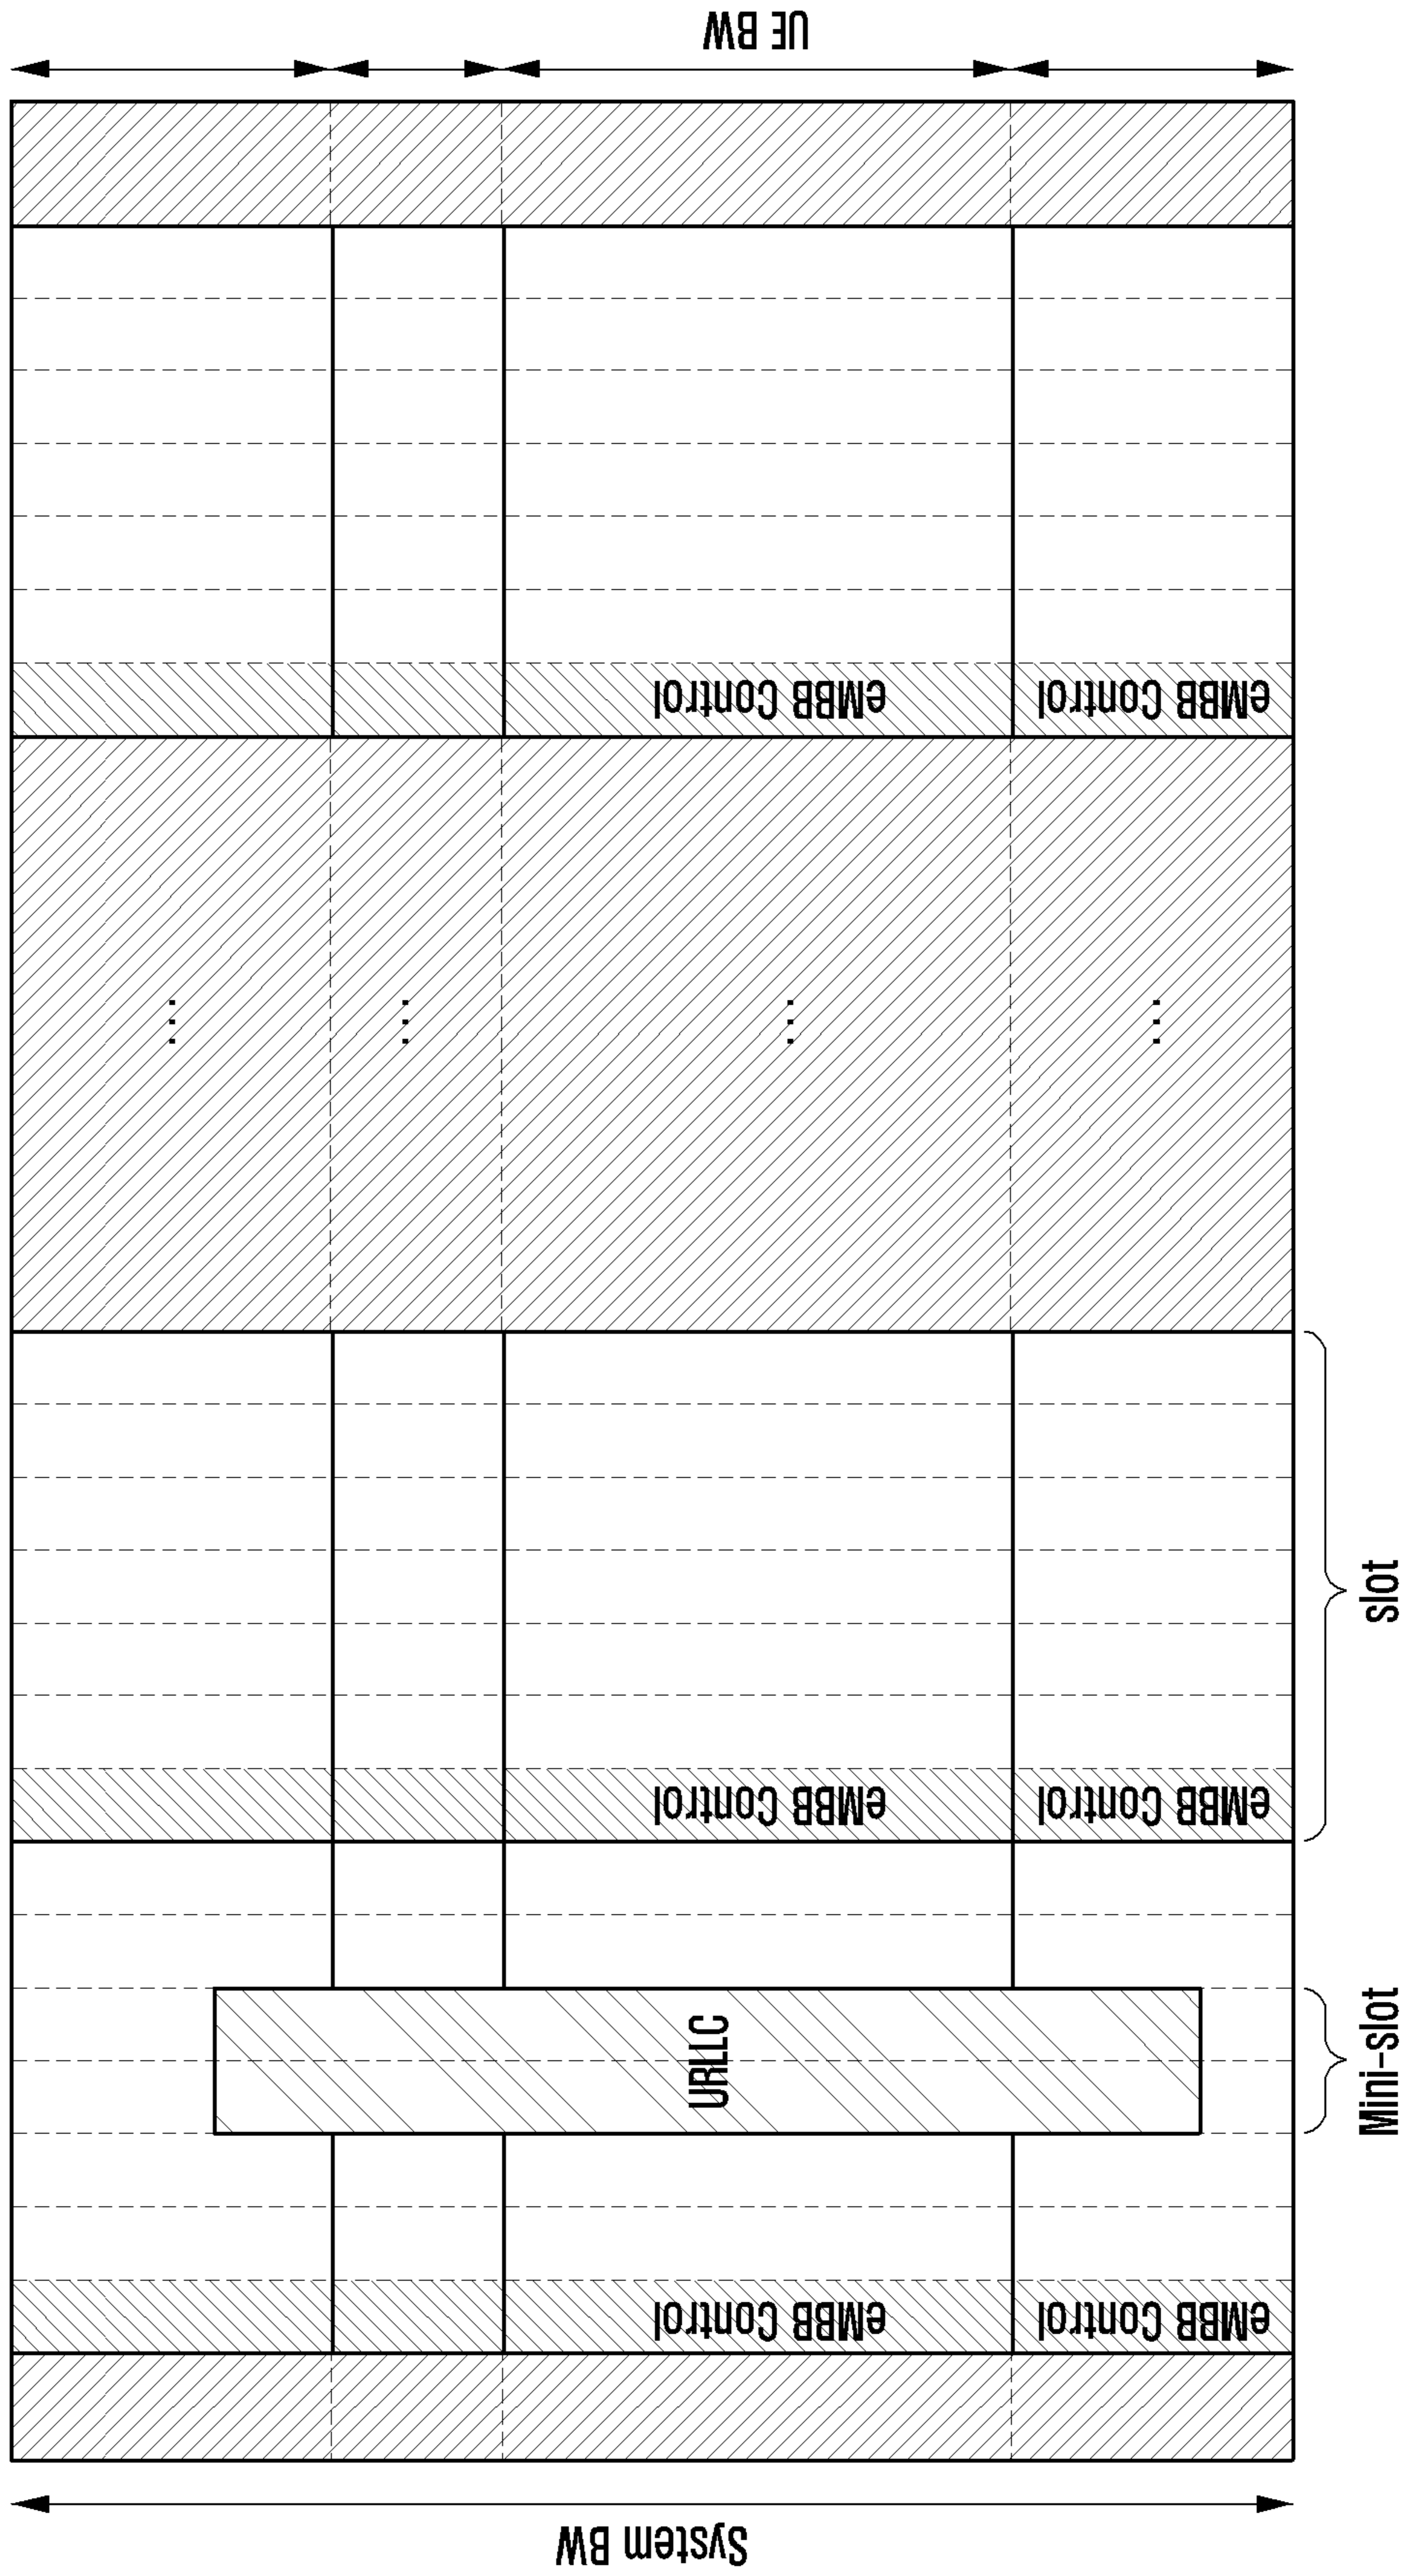 UE BW
eMBB Control
eMBB Control
eMBB Control
eMBB Control
slot
URLLC
Mini-slot
eMBB Control
eMBB Control
System BW